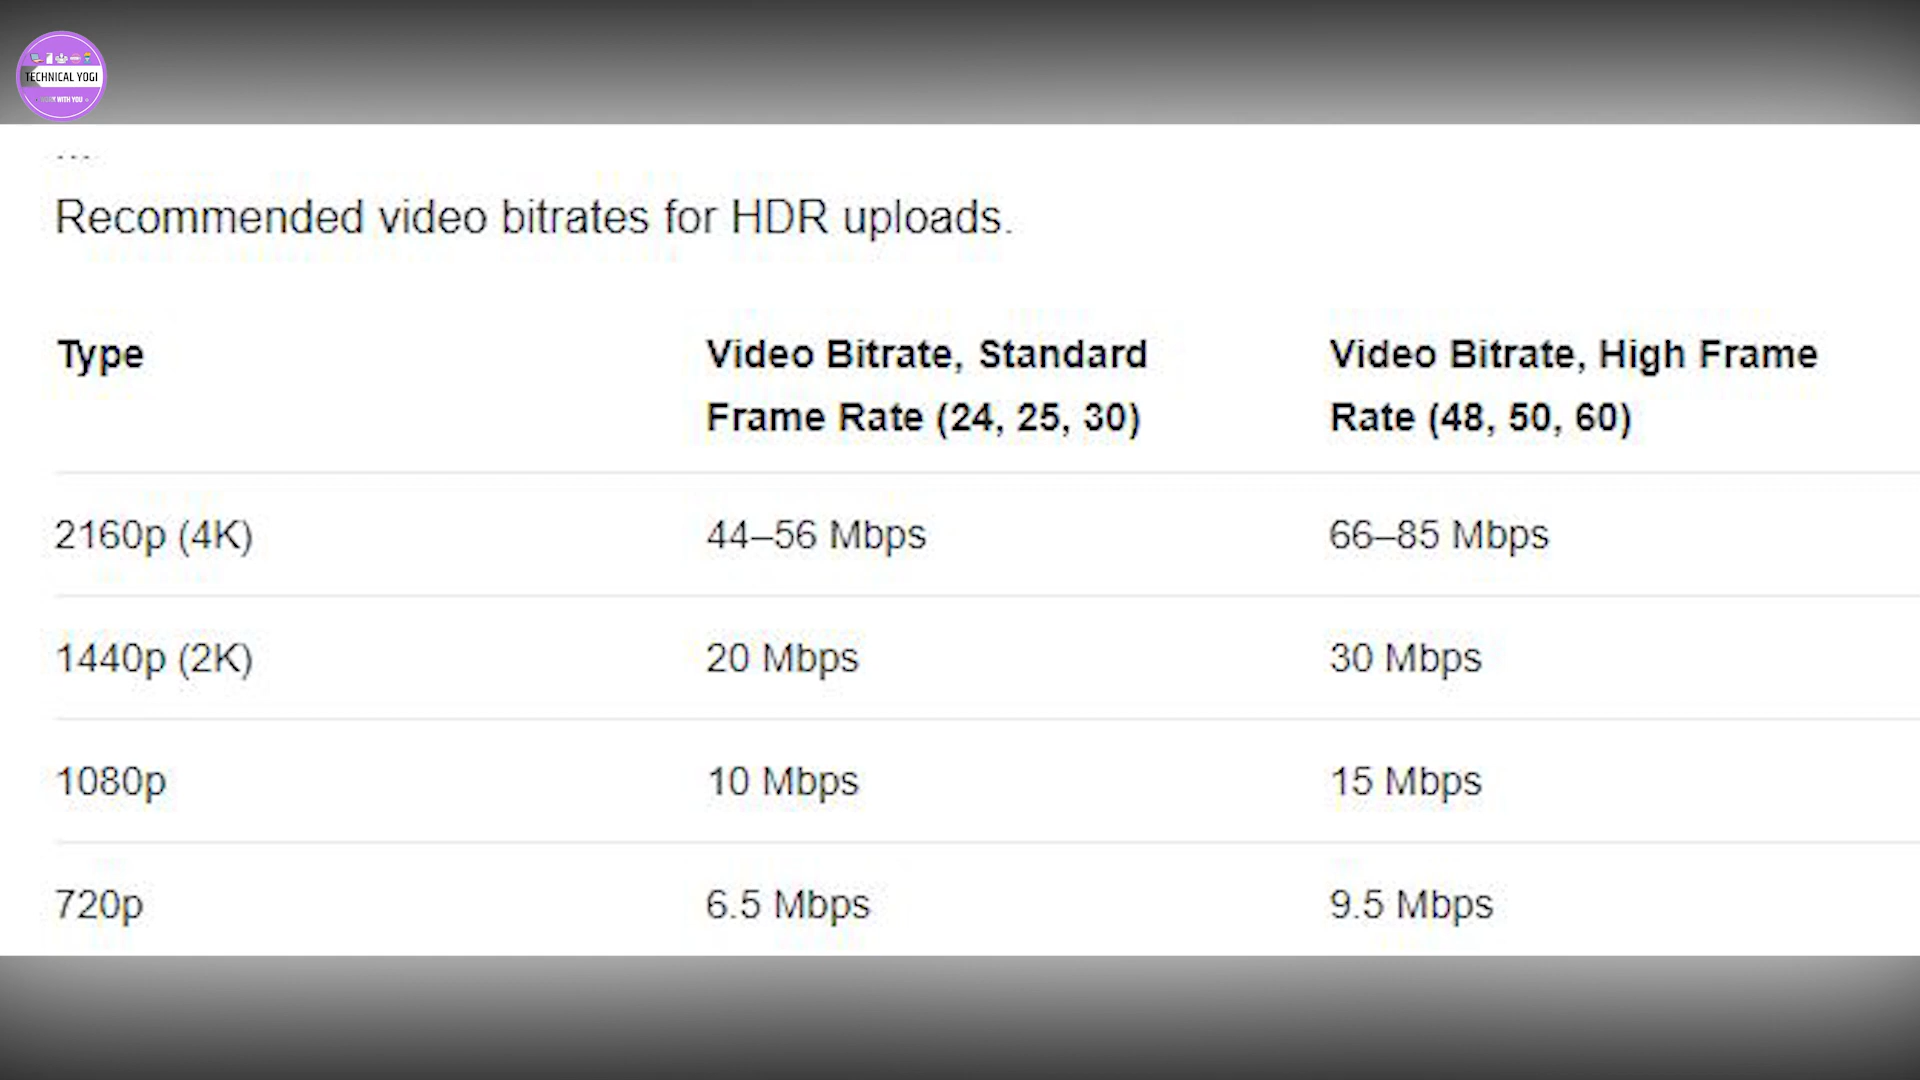 TECHNICAL YOGI
WITH YOU
Recommended video bitrates for HDR uploads.
Type
Video Bitrate, Standard
Frame Rate (24, 25, 30)
Video Bitrate, High Frame
Rate (48, 50, 60)
2160p (4K) 44–56 Mbps 66–85 Mbps
1440p (2K) 20 Mbps 30 Mbps
1080p 10 Mbps 15 Mbps
720p 6.5 Mbps 9.5 Mbps